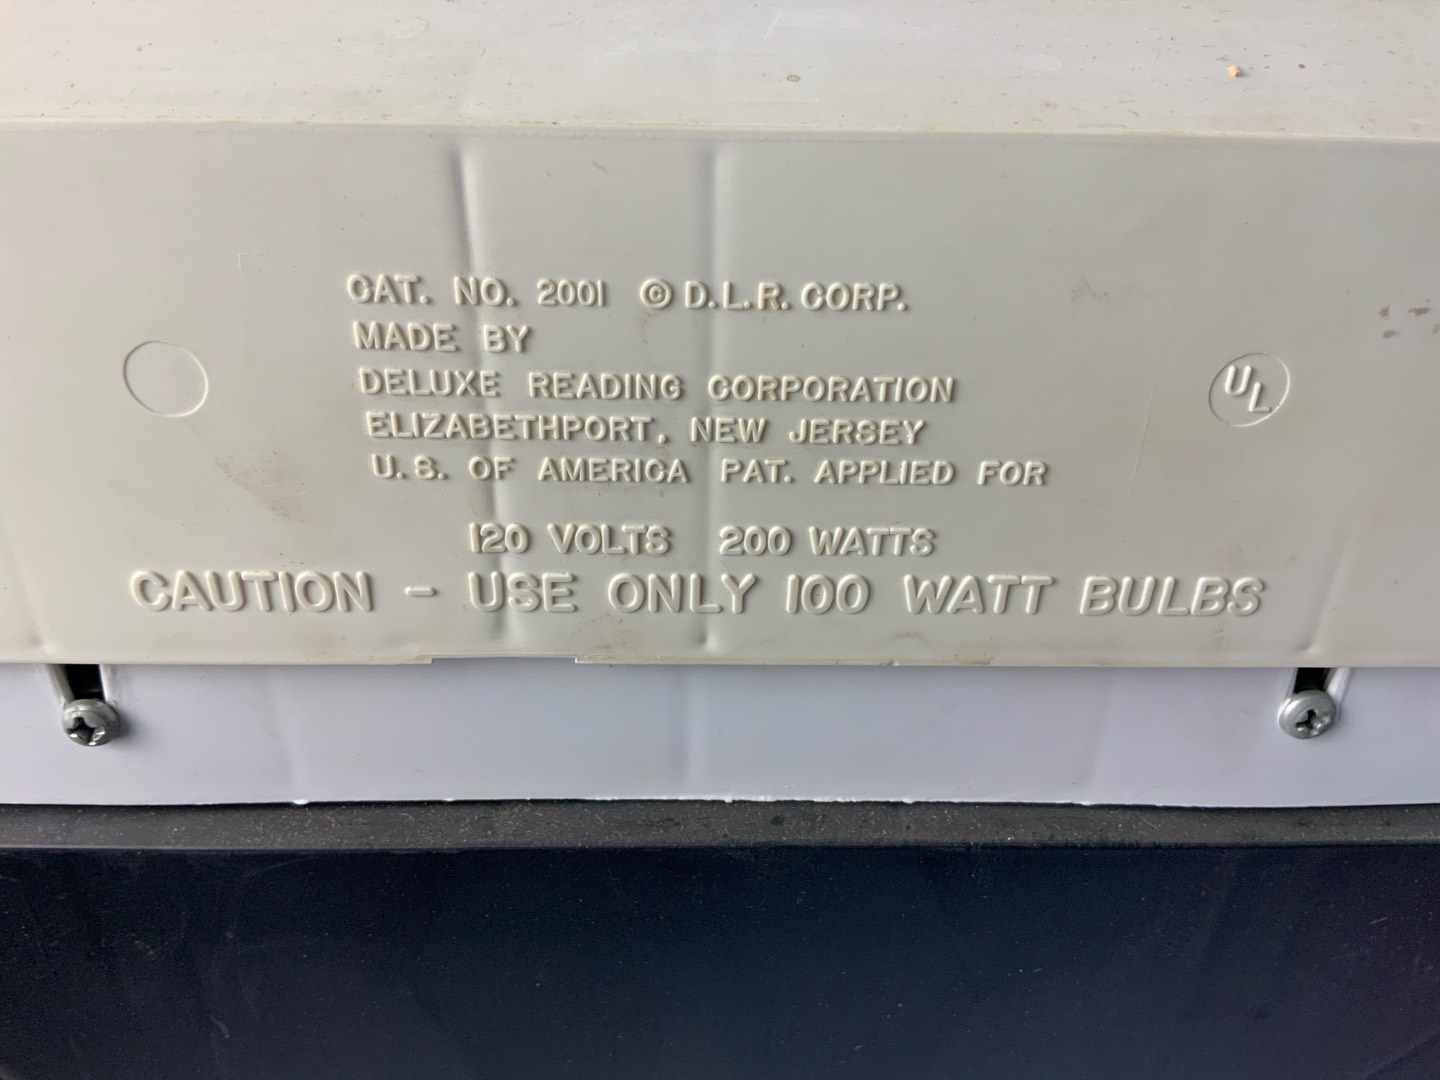 CAT. NO. 2001 © D.L.R. CORP.
MADE BY
DELUXE READING CORPORATION
ELIZABETHPORT, NEW JERSEY
U.S. OF AMERICA PAT. APPLIED FOR
UL
120 VOLTS 200 WATTS
CAUTION - USE ONLY 100 WATT BULBS